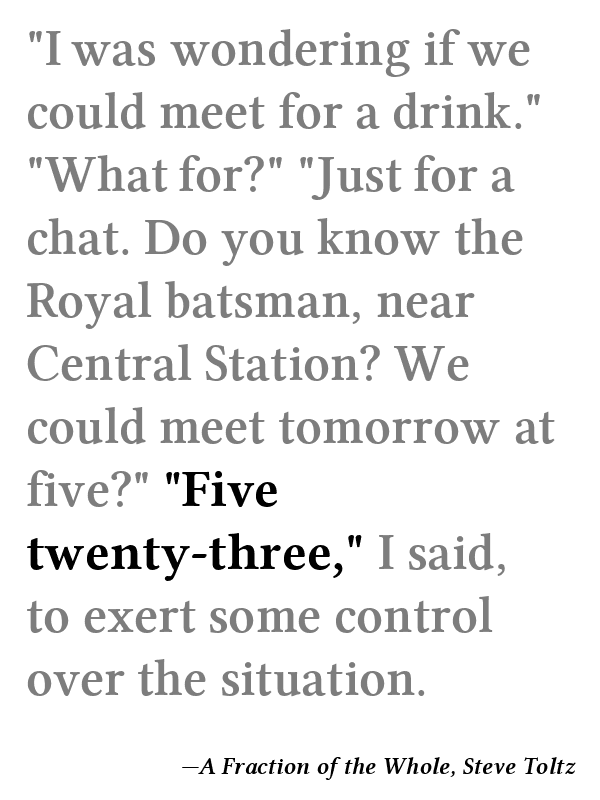 "I was wondering if we
could meet for a drink."
"What for?" "Just for a
chat. Do you know the
Royal batsman, near
Central Station? We
could meet tomorrow at
five?" "Five
twenty-three," I said,
to exert some control
over the situation.
—A Fraction of the Whole, Steve Toltz